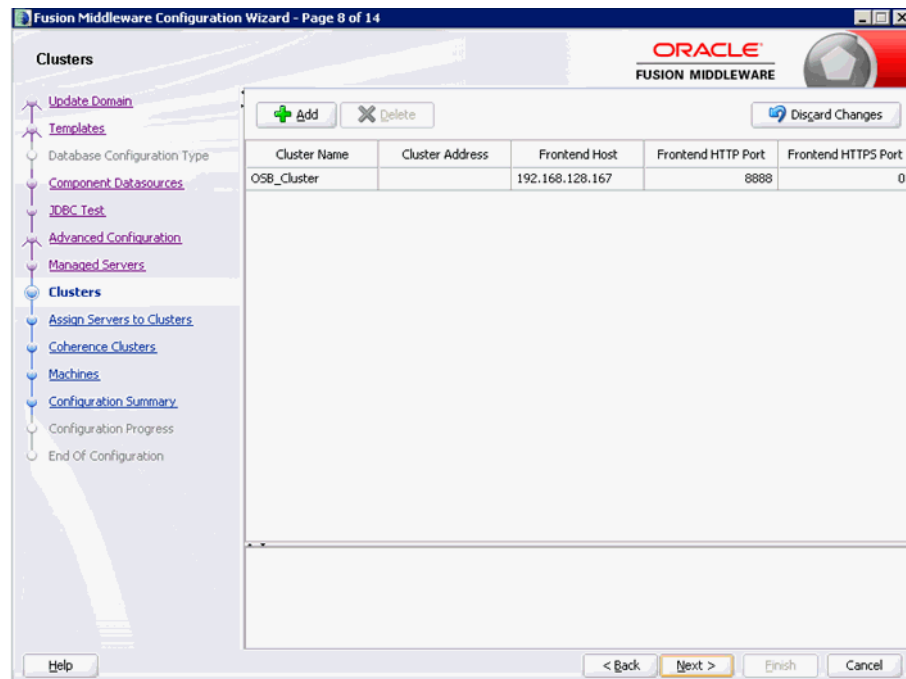 Fusion Middleware Configuration Wizard - Page 8 of 14
Clusters
ORACLE
FUSION MIDDLEWARE
Update Domain
Templates
Database Configuration Type
Component Datasources
JDBC Test
Advanced Configuration
Managed Servers
Clusters
Assign Servers to Clusters
Coherence Clusters
Machines
Configuration Summary
Configuration Progress
End Of Configuration
Add Delete Discard Changes
Cluster Name Cluster Address Frontend Host Frontend HTTP Port Frontend HTTPS Port
OSB_Cluster 192.168.128.167 8888 0
Help < Back Next > Finish Cancel